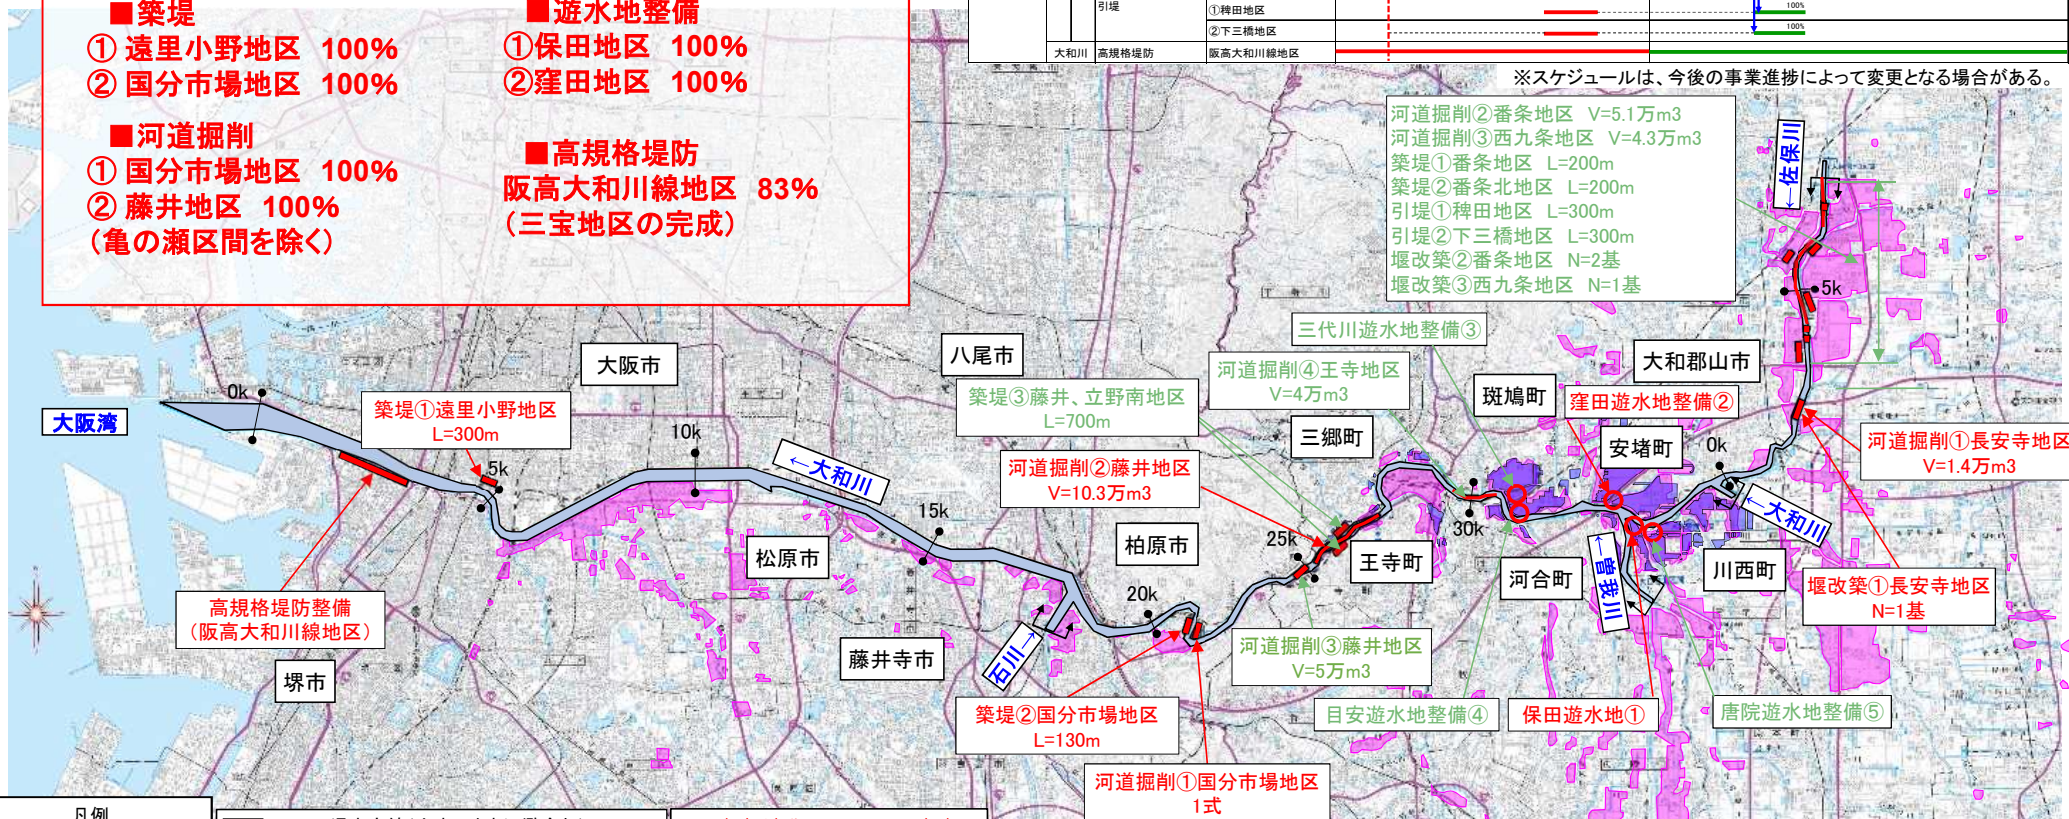 ■築堤
① 遠里小野地区 100%
② 国分市場地区 100%
■河道掘削
① 国分市場地区 100%
② 藤井地区 100%
(亀の瀬区間を除く)
■遊水地整備
①保田地区 100%
②窪田地区 100%
■高規格堤防
阪高大和川線地区 83%
(三宝地区の完成)
引堤
①稗田地区
100%
②下三橋地区
100%
大和川
高規格堤防
阪高大和川線地区
※スケジュールは、今後の事業進捗によって変更となる場合がある。
河道掘削②番条地区 V=5.1万m3
河道掘削③西九条地区 V=4.3万m3
築堤①番条地区 L=200m
築堤②番条北地区 L=200m
引堤①稗田地区 L=300m
引堤②下三橋地区 L=300m
堰改築②番条地区 N=2基
堰改築③西九条地区 N=1基
←佐保川
5k
三代川遊水地整備③
大和郡山市
八尾市
大阪市
河道掘削④王寺地区
V=4万m3
斑鳩町
窪田遊水地整備②
築堤③藤井、立野南地区
L=700m
0k
大阪湾
築堤①遠里小野地区
L=300m
10k
三郷町
安堵町
0k
河道掘削①長安寺地区
V=1.4万m3
5k
←大和川
河道掘削②藤井地区
V=10.3万m3
15k
柏原市
25k
30k
←大和川
松原市
王寺町
河合町
←曽我川
川西町
堰改築①長安寺地区
N=1基
高規格堤防整備
(阪高大和川線地区)
20k
藤井寺市
石川→
河道掘削③藤井地区
V=5万m3
堺市
築堤②国分市場地区
L=130m
目安遊水地整備④
保田遊水地①
唐院遊水地整備⑤
河道掘削①国分市場地区
1式
凡例